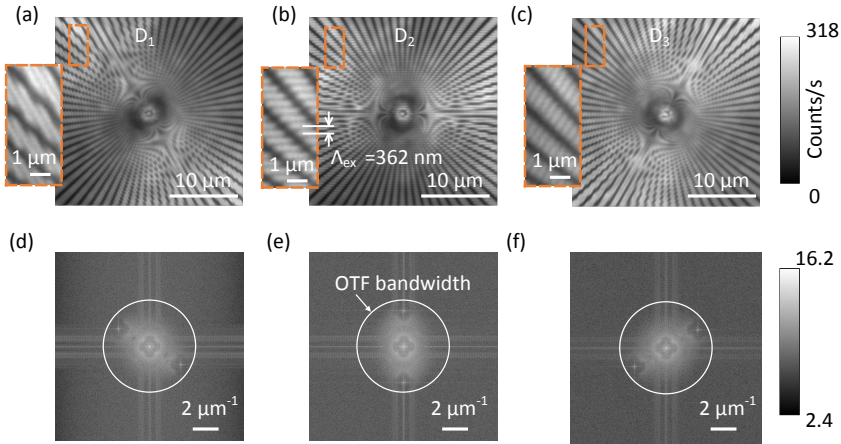 (a)
D1
1 μm
10 μm
(b)
D2
1 μm
Λex =362 nm
10 μm
(c)
D3
1 μm
10 μm
318
Counts/s
0
(d)
2 μm-1
(e)
OTF bandwidth
2 μm-1
(f)
2 μm-1
16.2
2.4